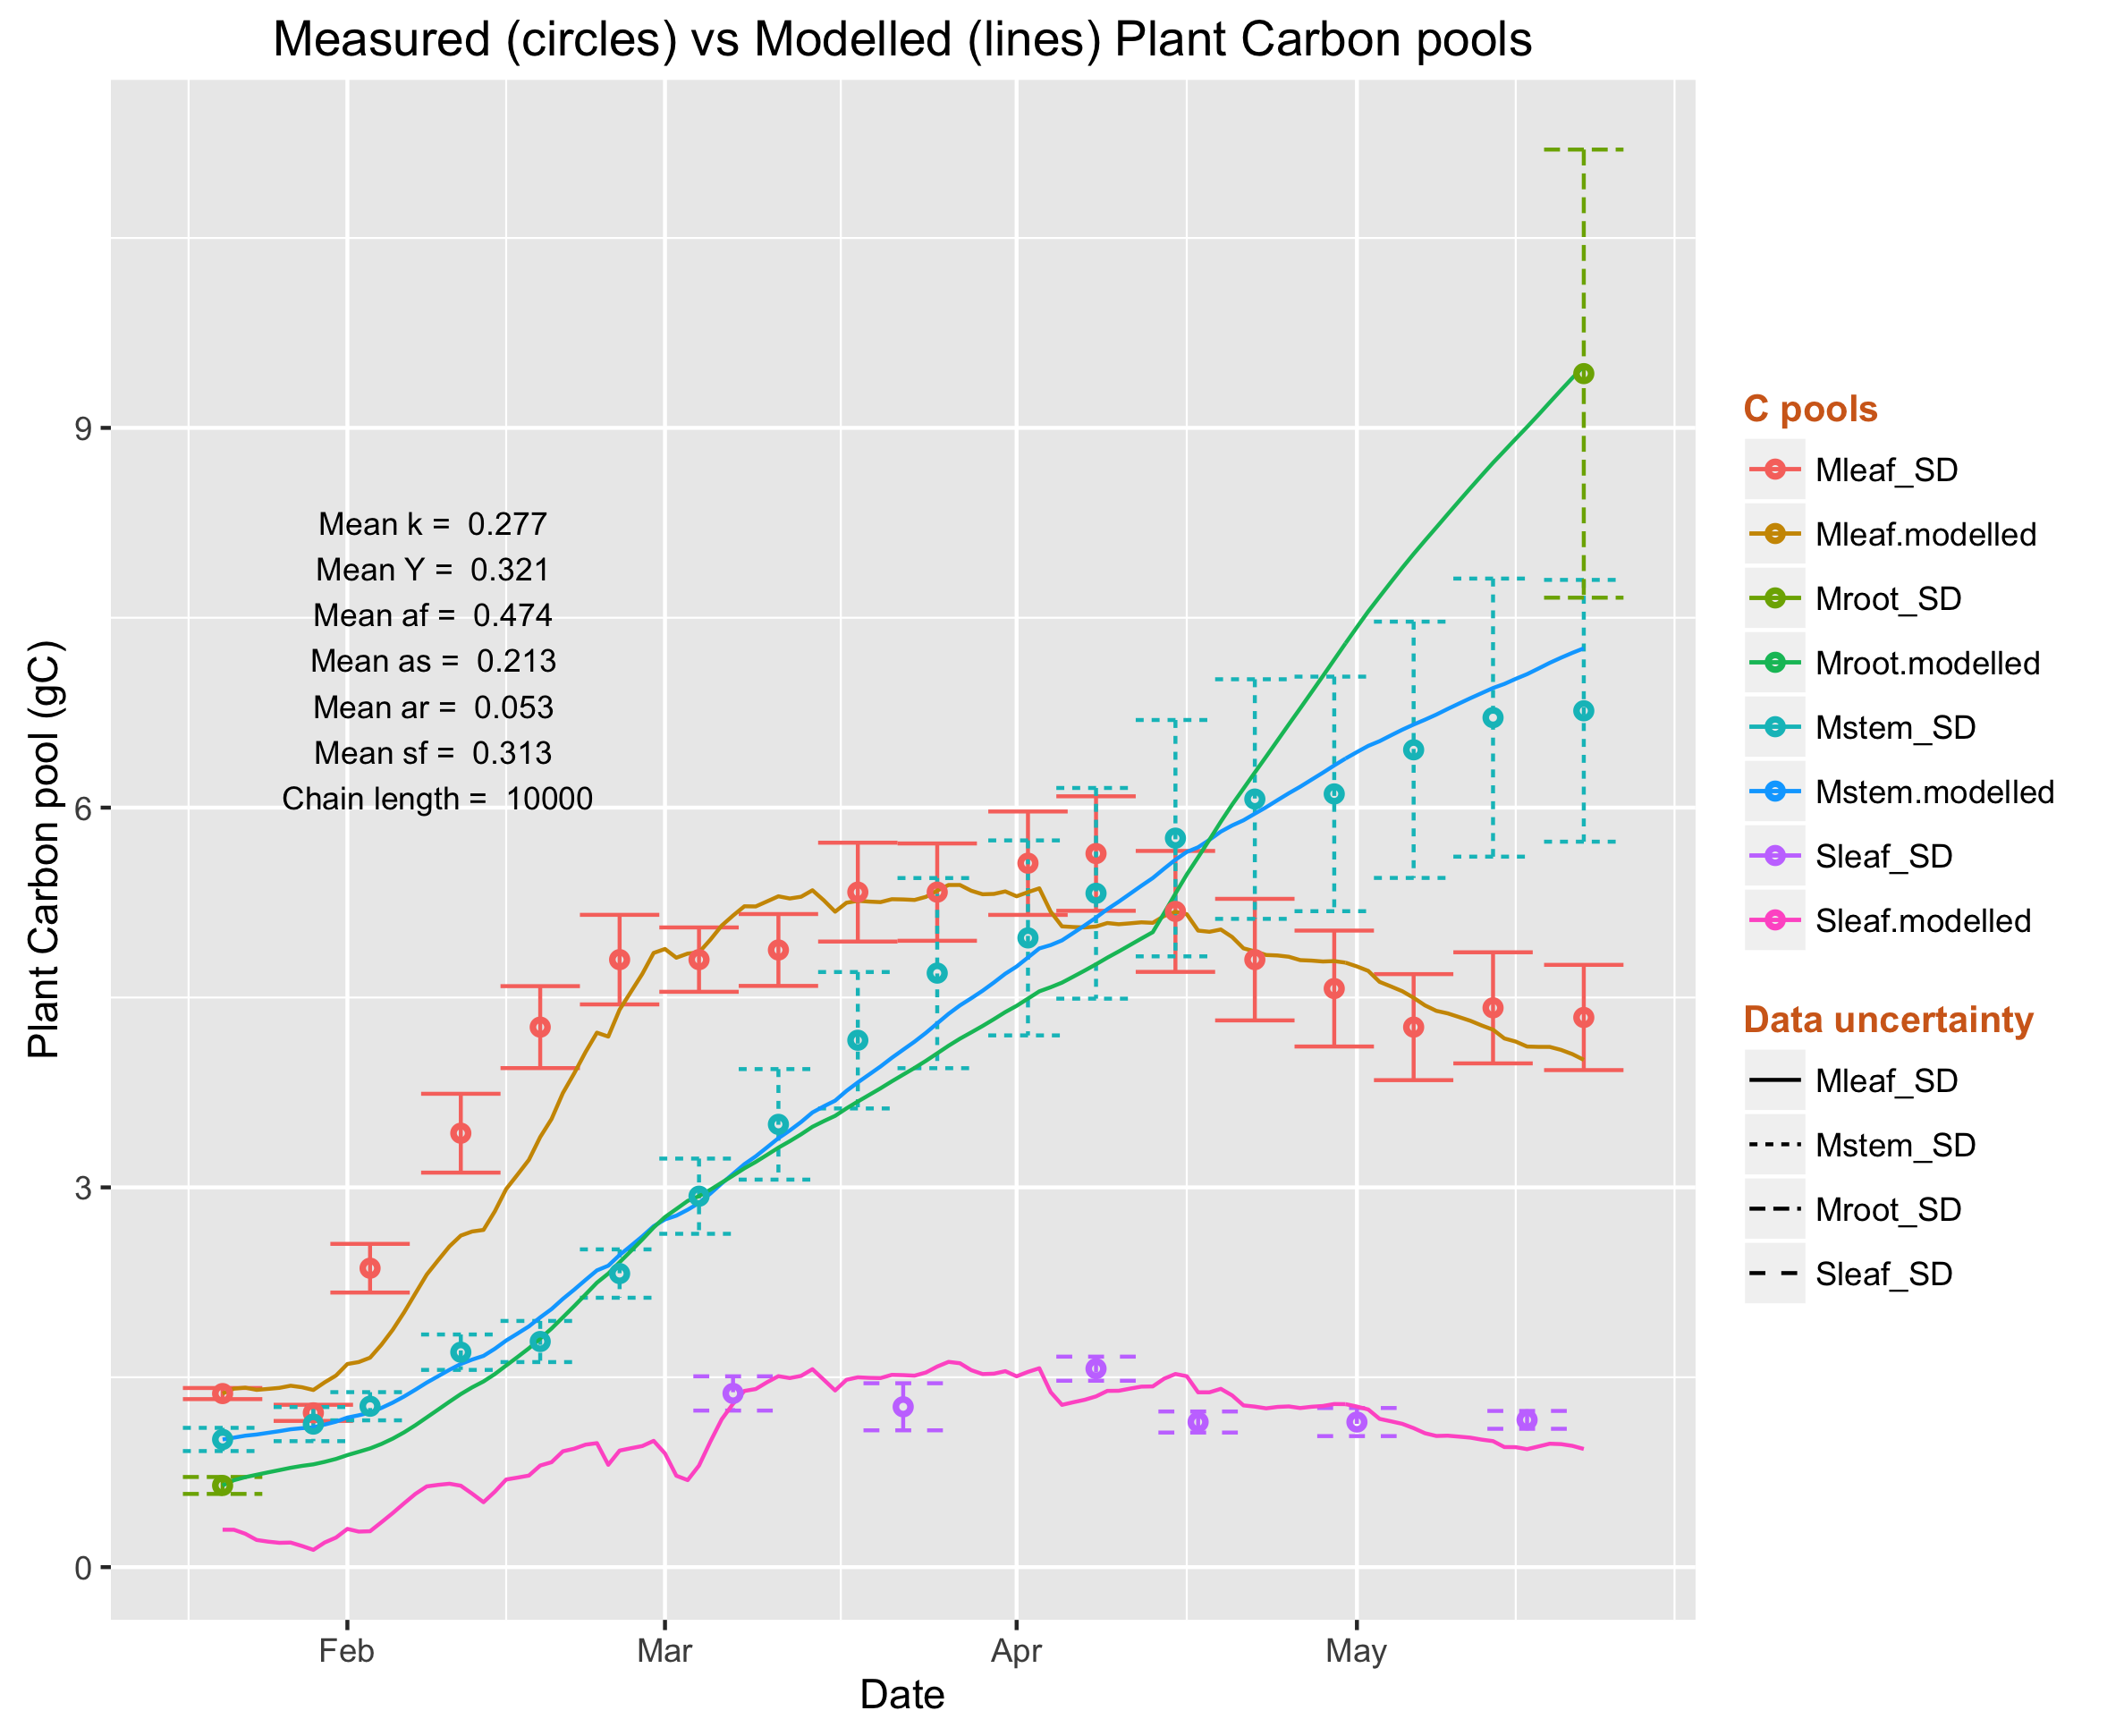 Measured (circles) vs Modelled (lines) Plant Carbon pools
Plant Carbon pool (gC)
9
6
3
0
Mean k = 0.277
Mean Y = 0.321
Mean af = 0.474
Mean as = 0.213
Mean ar = 0.053
Mean sf = 0.313
Chain length = 10000
Feb
Mar
Apr
May
Date
C pools
Mleaf_SD
Mleaf.modelled
Mroot_SD
Mroot.modelled
Mstem_SD
Mstem.modelled
Sleaf_SD
Sleaf.modelled
Data uncertainty
Mleaf_SD
Mstem_SD
Mroot_SD
Sleaf_SD